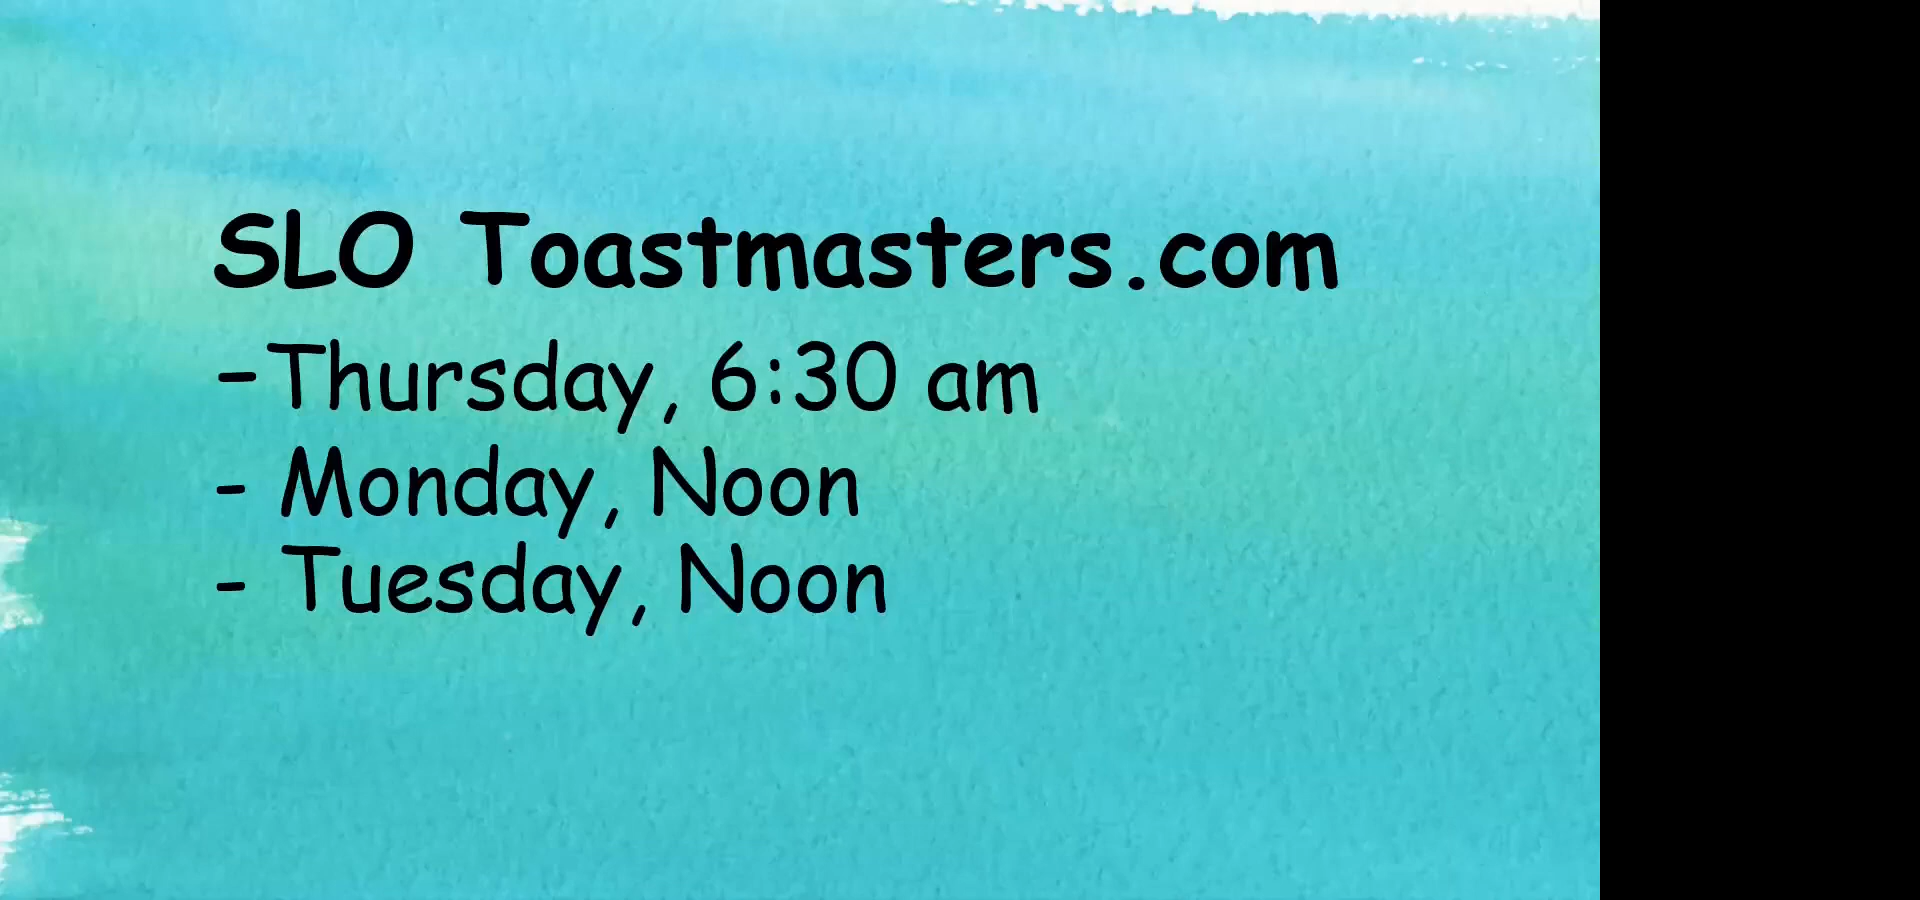 SLO Toastmasters.com
-Thursday, 6:30 am
- Monday, Noon
- Tuesday, Noon